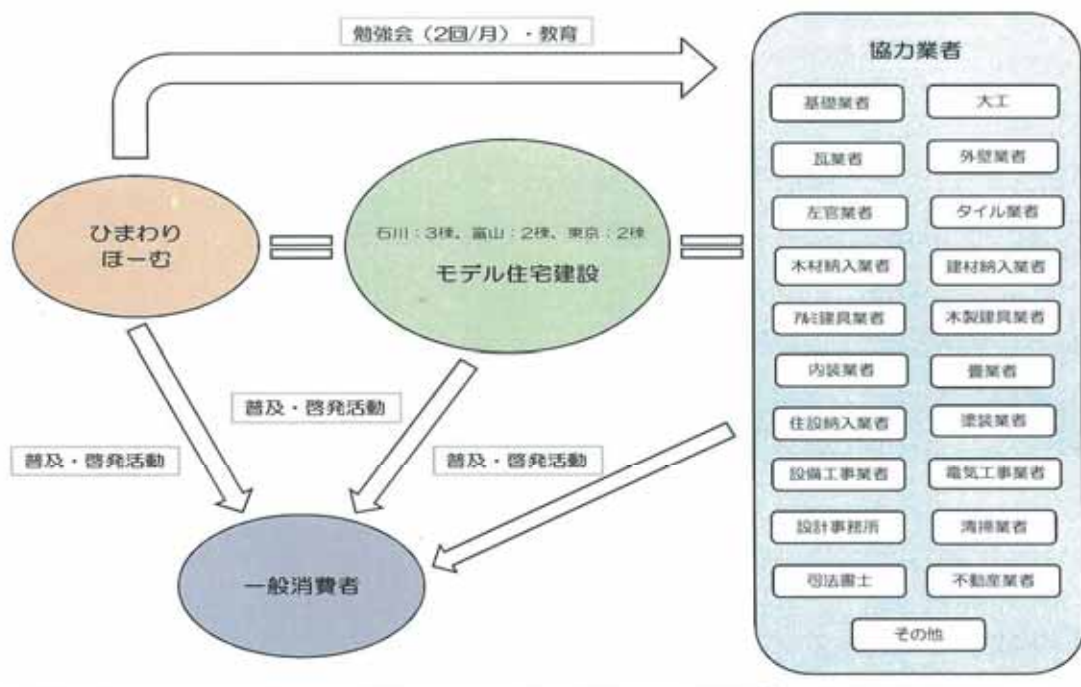 勉強会（2回/月）・教育
協力業者
基礎業者
大工
瓦業者
外壁業者
左官業者
タイル業者
木材納入業者
建材納入業者
アルミ建具業者
木製建具業者
内装業者
畳業者
住設納入業者
塗装業者
設備工事業者
電気工事業者
設計事務所
清掃業者
司法書士
不動産業者
その他
ひまわり
ほーむ
石川：3棟、富山：2棟、東京：2棟
モデル住宅建設
普及・啓発活動
普及・啓発活動
普及・啓発活動
一般消費者